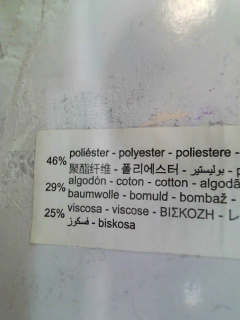 46% poliéster - polyester - poliestere -
聚酯纤维 - 폴리에스터 - بوليستير -
29% algodón - coton - cotton - algodã
baumwolle - bomuld - bombaž -
25% viscosa - viscose - ΒΙΣΚΟΖΗ -
فسكوز - biskosa